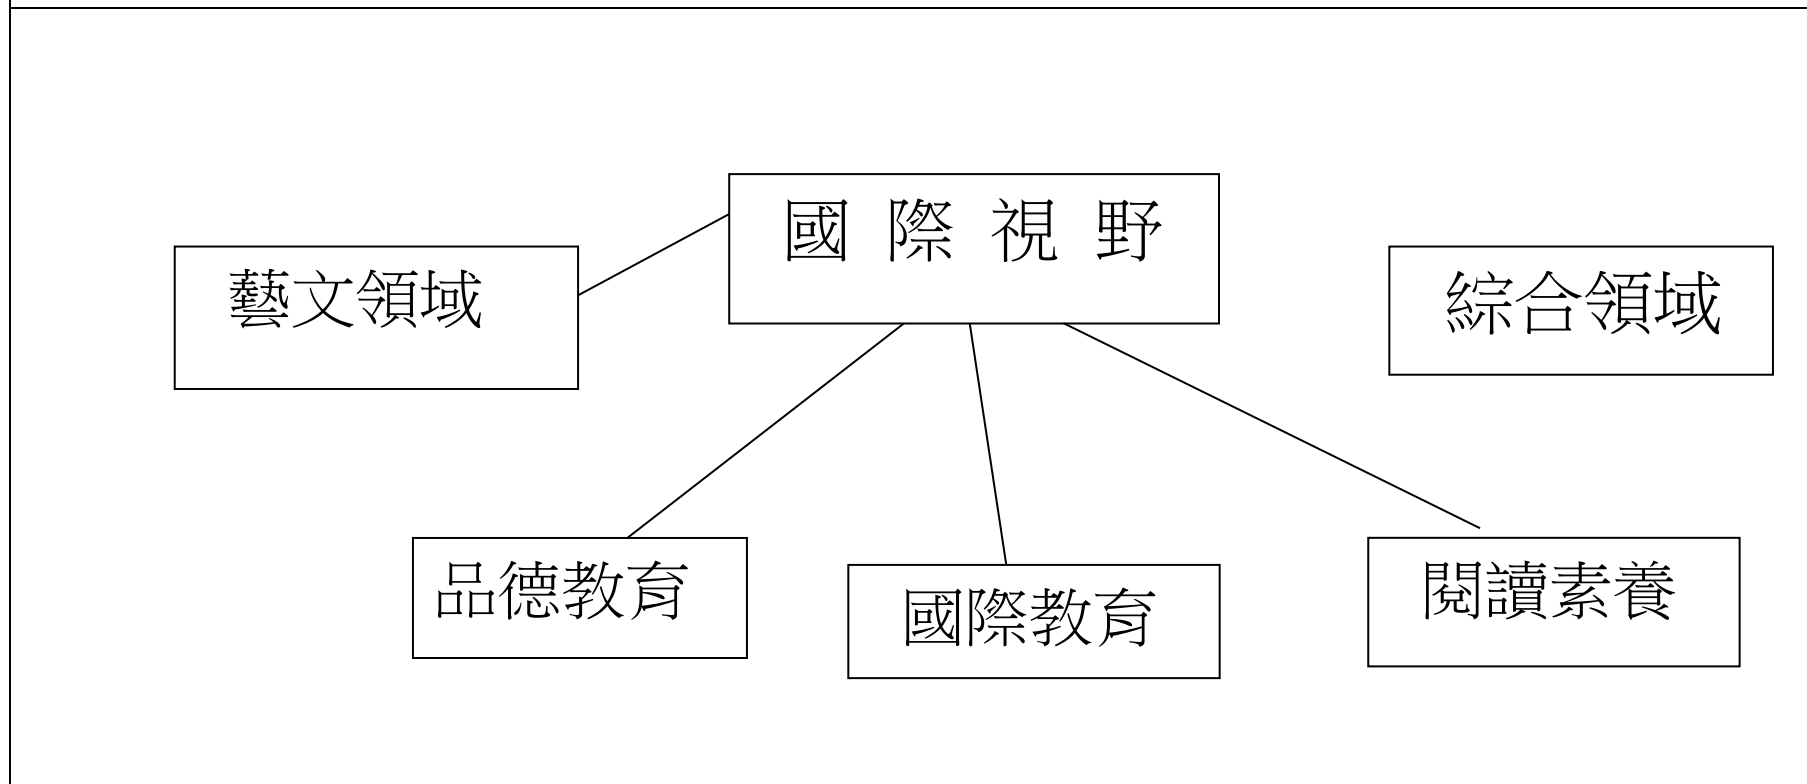 國 際 視 野
藝文領域
綜合領域
品德教育
國際教育
閱讀素養